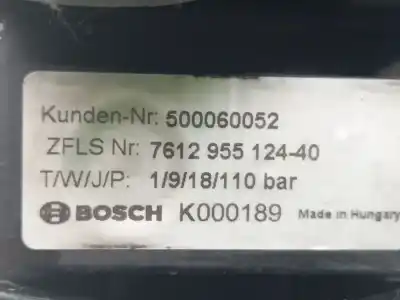 Kunden-Nr: 500060052
ZFLS Nr: 7612 955 124-40
T/W/J/P: 1/9/18/110 bar
BOSCH K000189 Made in Hungary